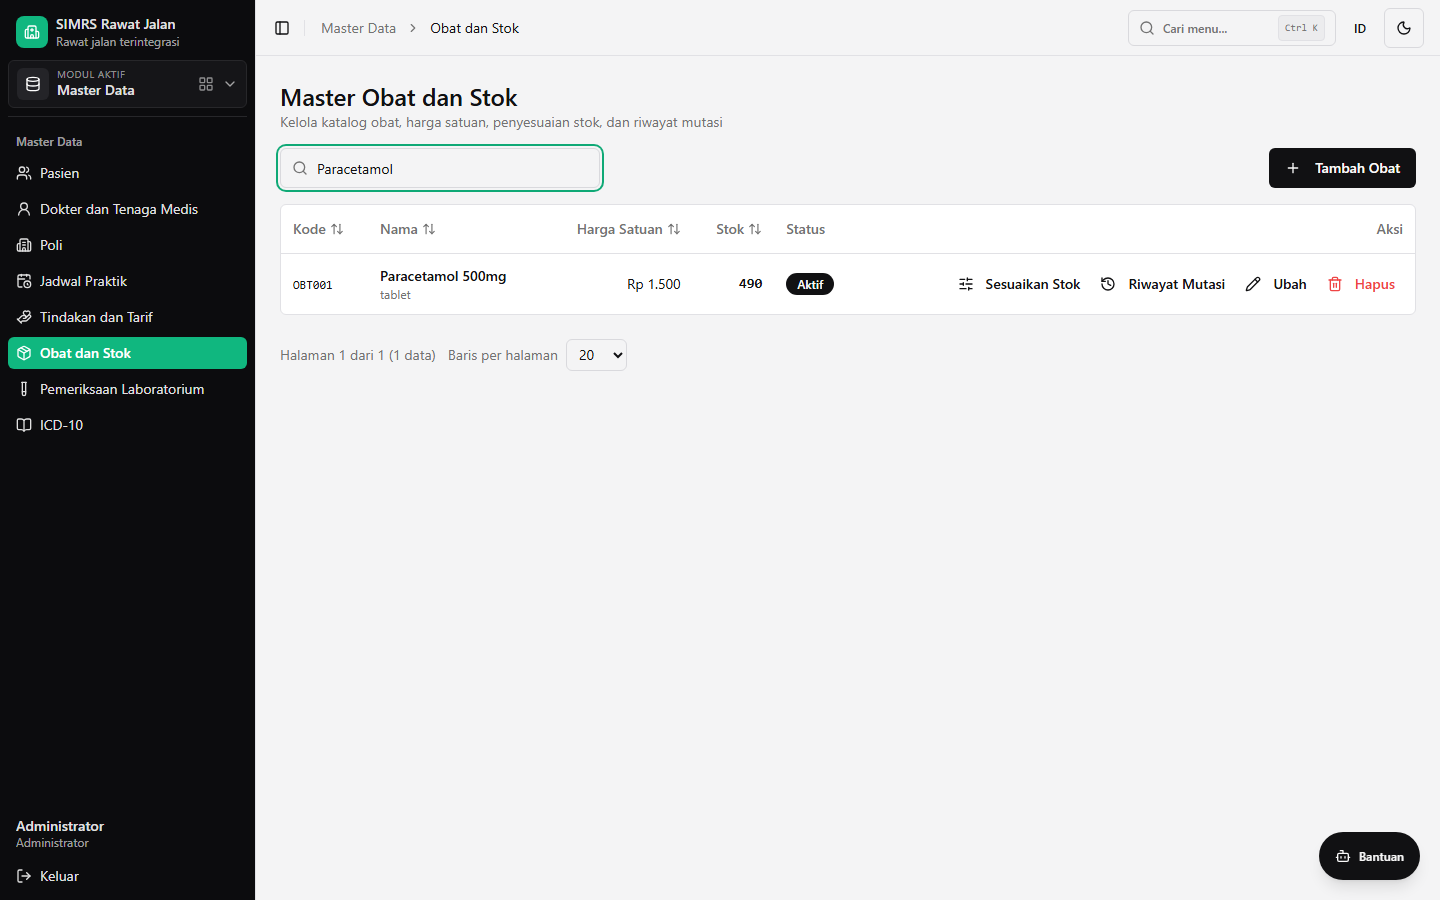 SIMRS Rawat Jalan
Rawat jalan terintegrasi
MODUL AKTIF
Master Data
Master Data
Pasien
Dokter dan Tenaga Medis
Poli
Jadwal Praktik
Tindakan dan Tarif
Obat dan Stok
Pemeriksaan Laboratorium
ICD-10
Administrator
Administrator
Keluar
Master Data > Obat dan Stok
Cari menu... Ctrl K
ID
Master Obat dan Stok
Kelola katalog obat, harga satuan, penyesuaian stok, dan riwayat mutasi
Paracetamol
Tambah Obat
Kode Nama Harga Satuan Stok Status Aksi
OBT001 Paracetamol 500mg Rp 1.500 490 Aktif Sesuaikan Stok Riwayat Mutasi Ubah Hapus
tablet
Halaman 1 dari 1 (1 data) Baris per halaman 20
Bantuan